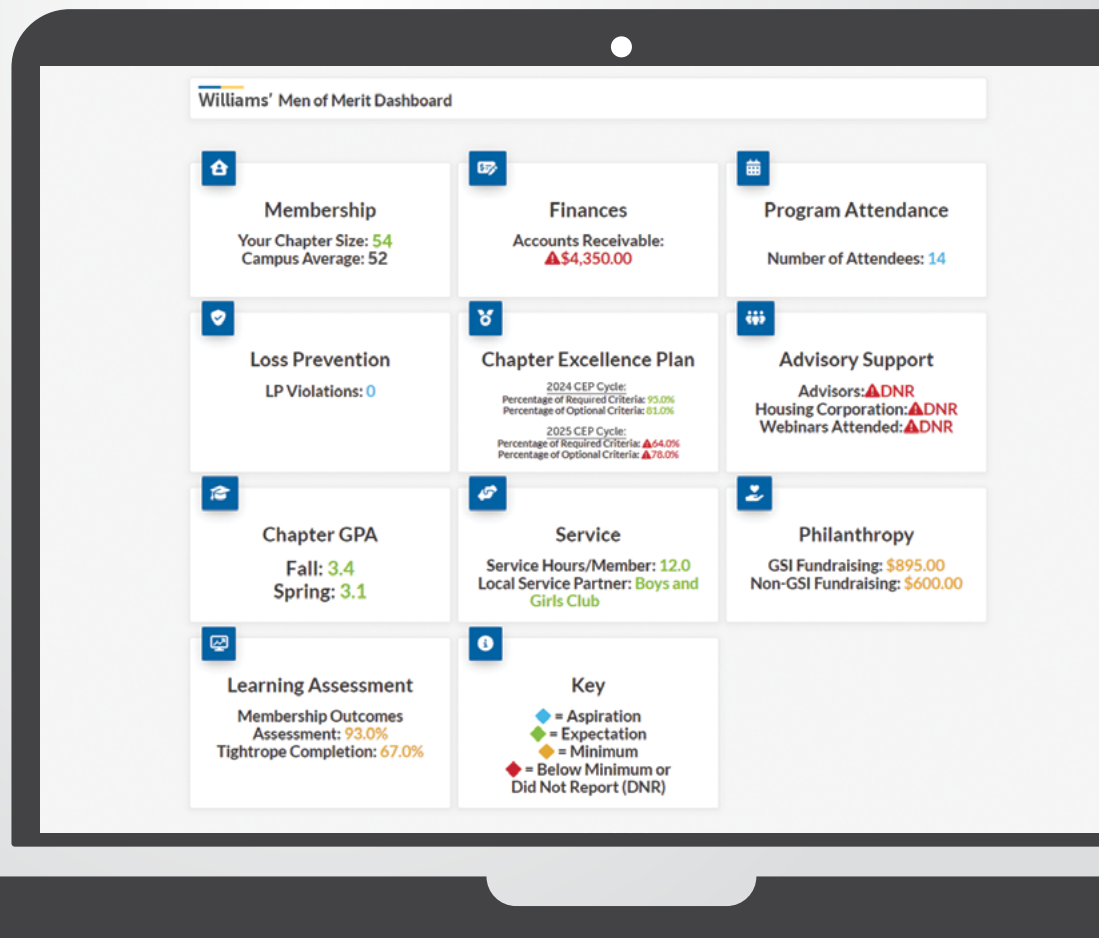 Williams’ Men of Merit Dashboard
Membership
Your Chapter Size: 54
Campus Average: 52
Finances
Accounts Receivable:
$4,350.00
Program Attendance
Number of Attendees: 14
Loss Prevention
LP Violations: 0
Chapter Excellence Plan
2024 CEP Cycle:
Percentage of Required Criteria: 95.0%
Percentage of Optional Criteria: 81.0%
2025 CEP Cycle:
Percentage of Required Criteria: 64.0%
Percentage of Optional Criteria: 78.0%
Advisory Support
Advisors: DNR
Housing Corporation: DNR
Webinars Attended: DNR
Chapter GPA
Fall: 3.4
Spring: 3.1
Service
Service Hours/Member: 12.0
Local Service Partner: Boys and
Girls Club
Philanthropy
GSI Fundraising: $895.00
Non-GSI Fundraising: $600.00
Learning Assessment
Membership Outcomes
Assessment: 93.0%
Tightrope Completion: 67.0%
Key
= Aspiration
= Expectation
= Minimum
= Below Minimum or
Did Not Report (DNR)